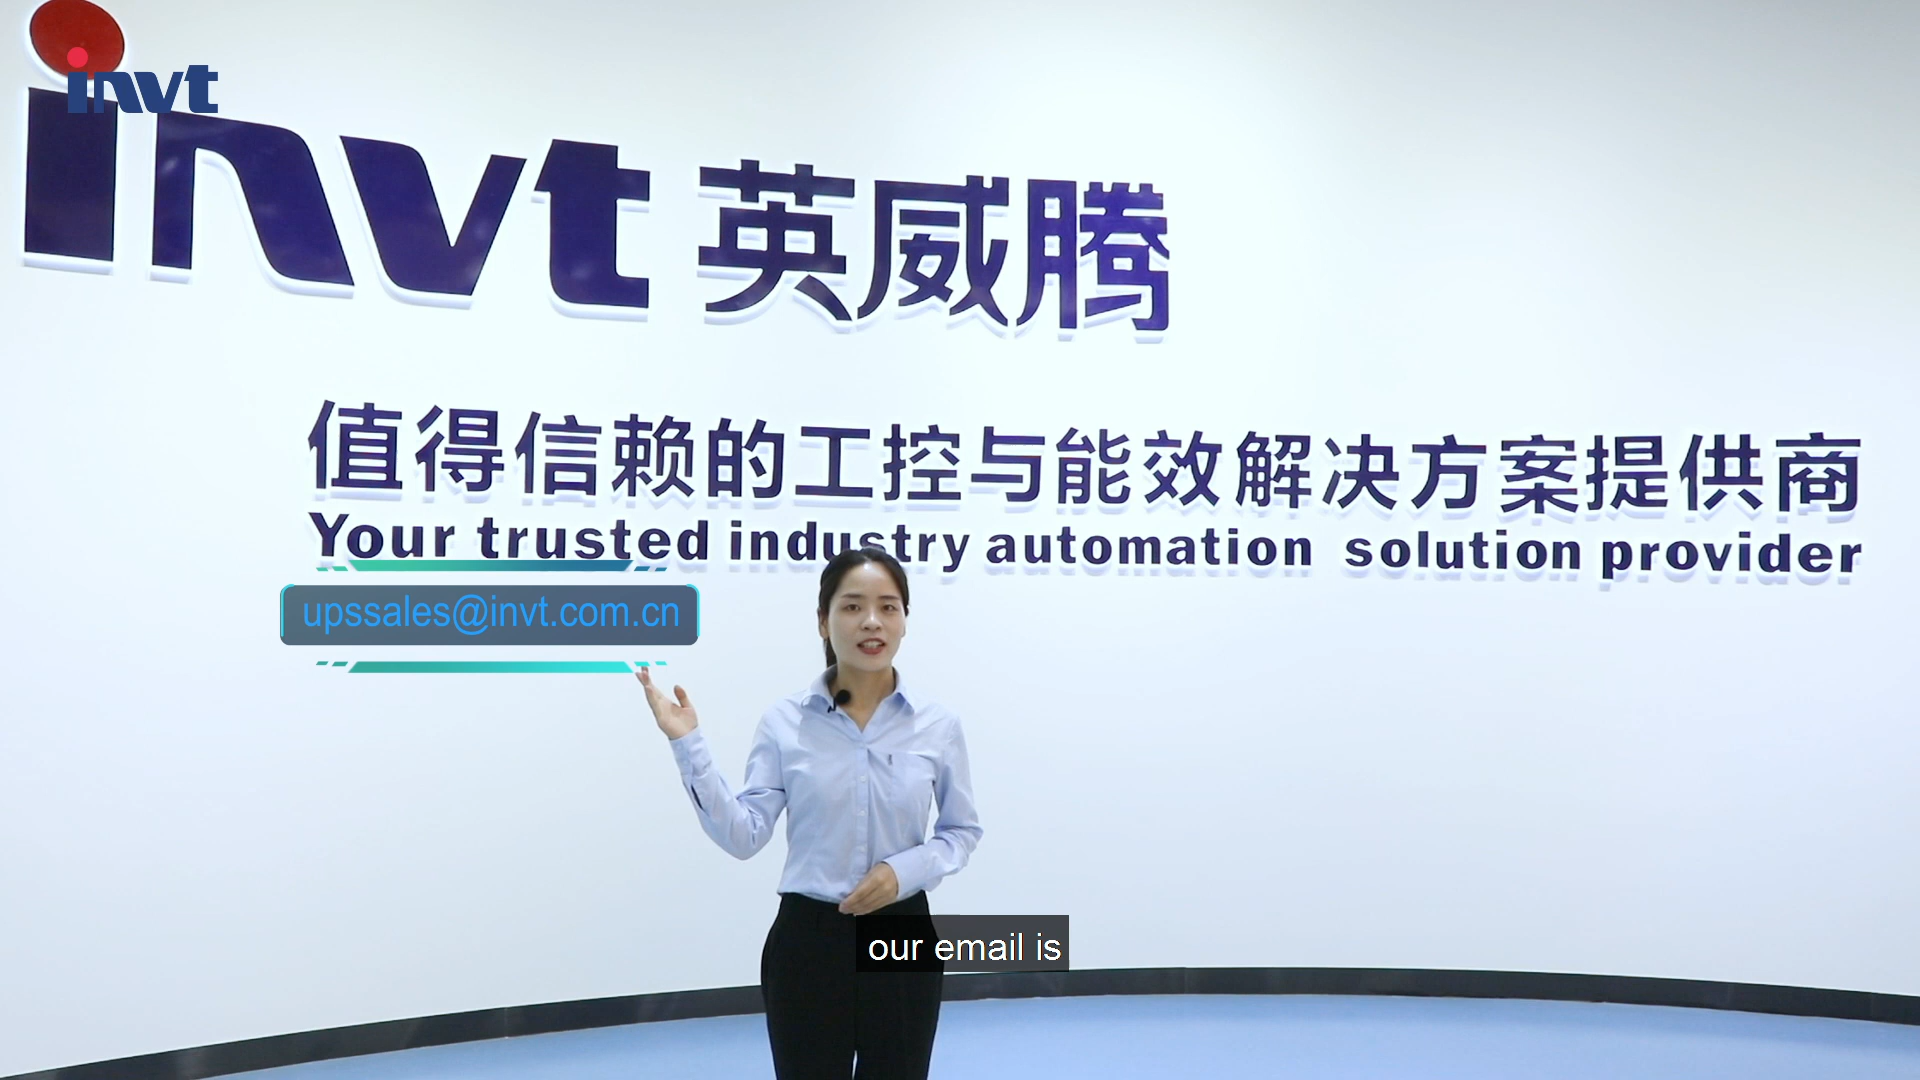 invt
invt 英威腾
值得信赖的工控与能效解决方案提供商
Your trusted industry automation solution provider
upssales@invt.com.cn
our email is